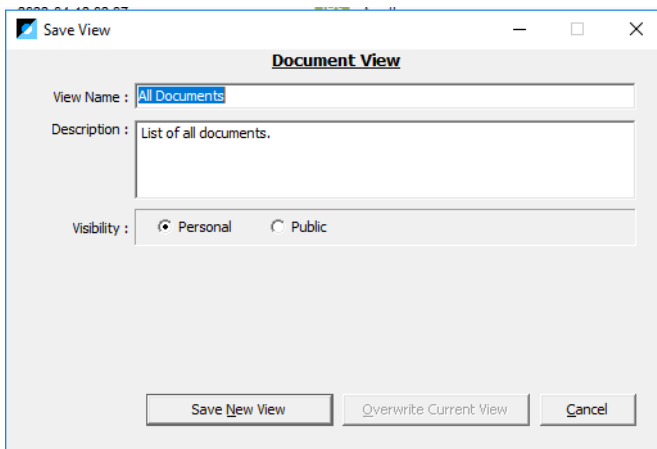 Save View
Document View
View Name : All Documents
Description : List of all documents.
Visibility : Personal Public
Save New View Overwrite Current View Cancel